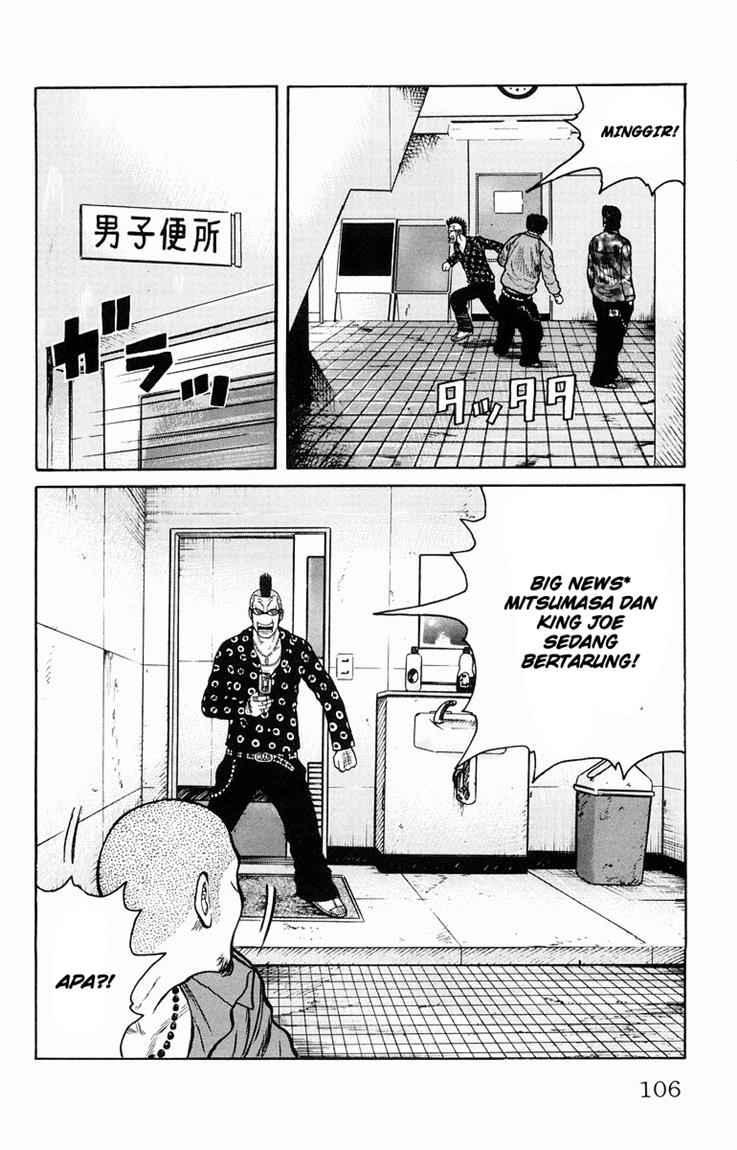 MINGGIR!
タッタタ
男子便所
ガラッ
BIG NEWS*
MITSUMASA DAN
KING JOE
SEDANG
BERTARUNG!
APA?!
106